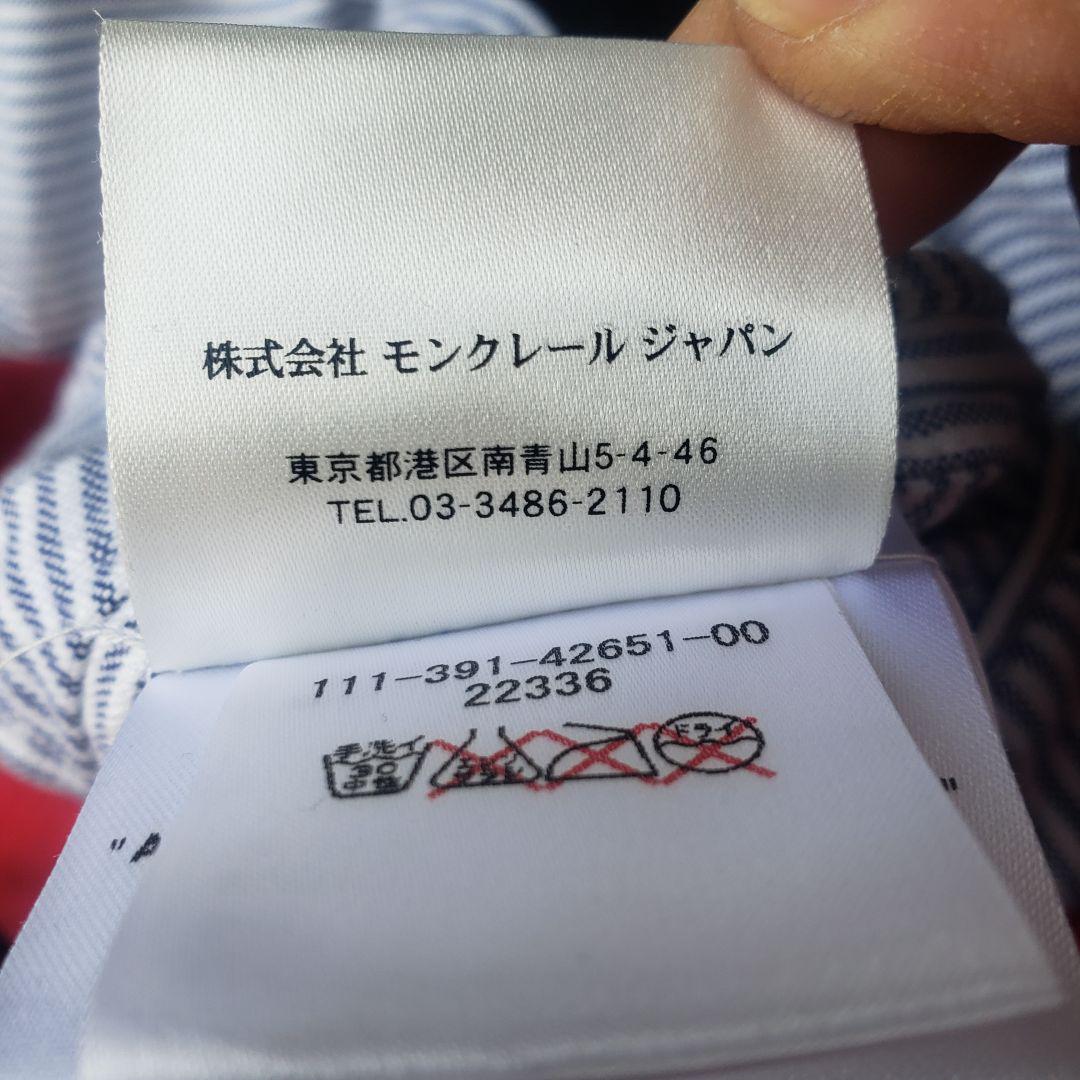 株式会社 モンクレール ジャパン
東京都港区南青山5-4-46
TEL.03-3486-2110
111-391-42651-00
22336
手洗イ
30
中性
ドライ